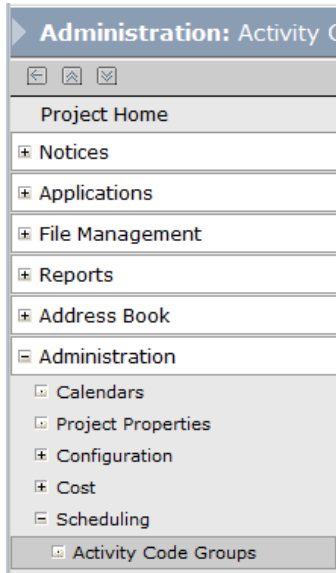 Administration: Activity
Project Home
Notices
Applications
File Management
Reports
Address Book
Administration
Calendars
Project Properties
Configuration
Cost
Scheduling
Activity Code Groups